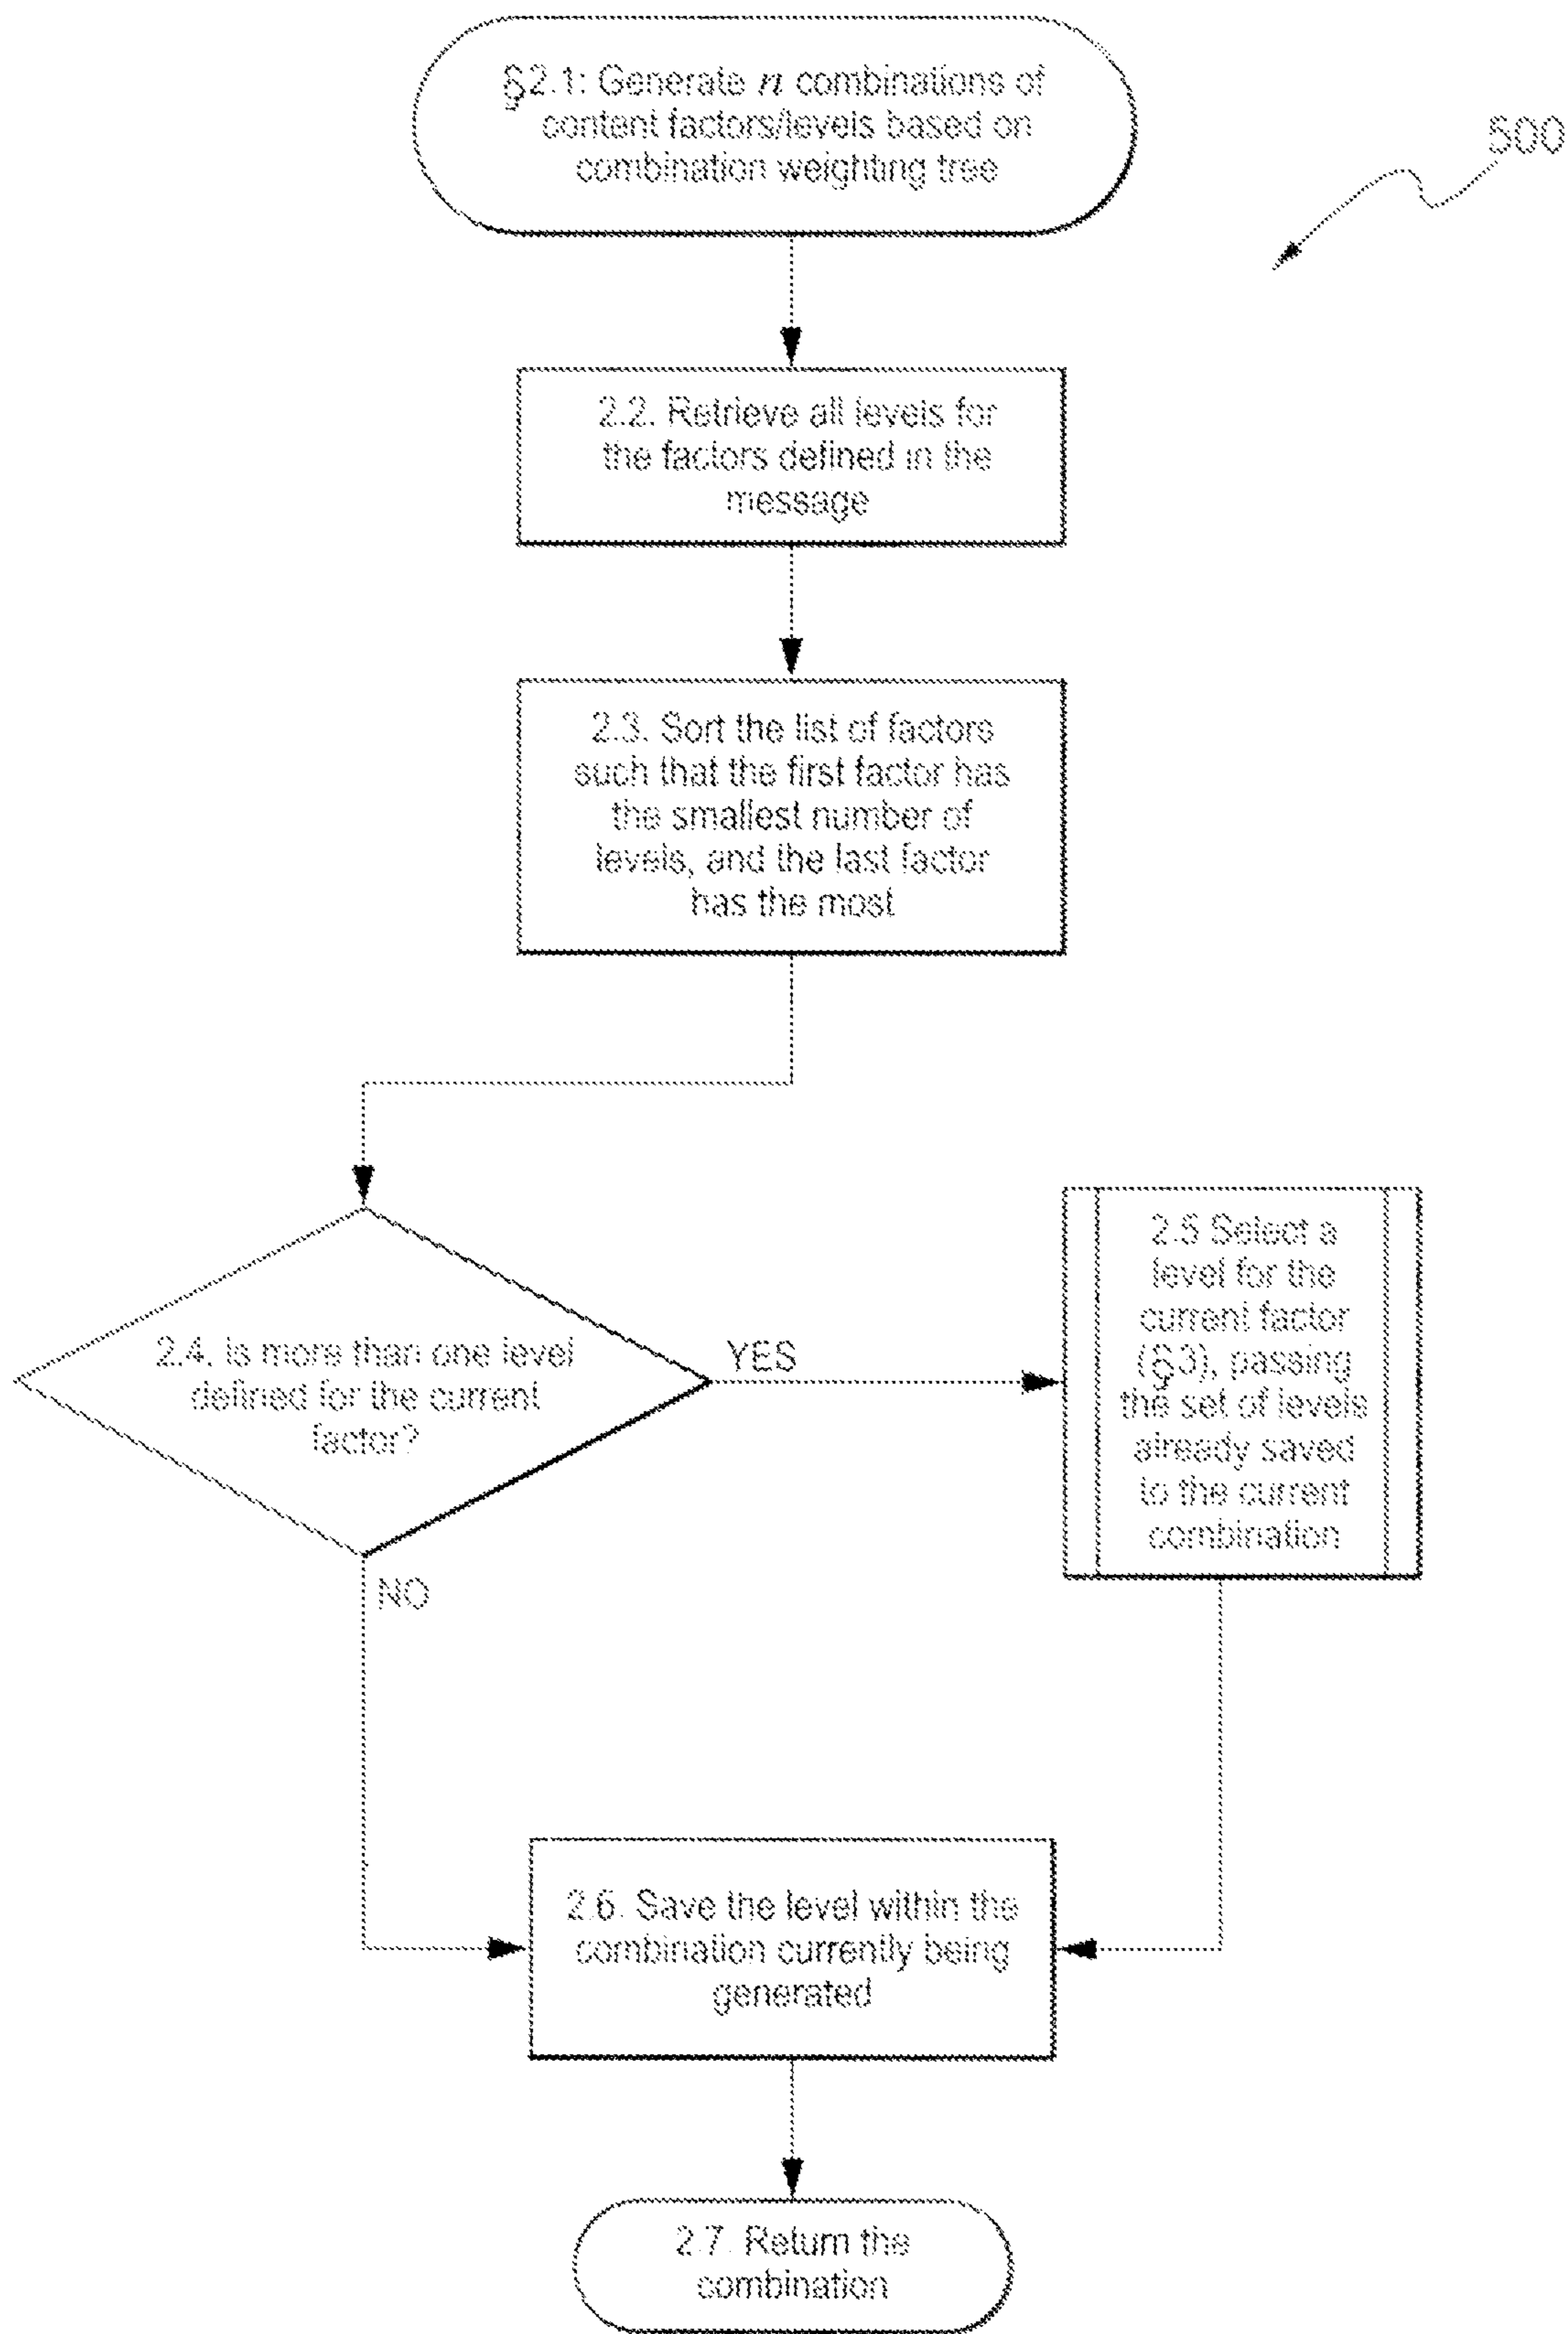 §2.1: Generate n combinations of
content factors/levels based on
combination weighting tree
500
2.2. Retrieve all levels for
the factors defined in the
message
2.3. Sort the list of factors
such that the first factor has
the smallest number of
levels, and the last factor
has the most
2.4. Is more than one level
defined for the current
factor?
YES
NO
2.5 Select a
level for the
current factor
(§3), passing
the set of levels
already saved
to the current
combination
2.6. Save the level within the
combination currently being
generated
2.7. Return the
combination